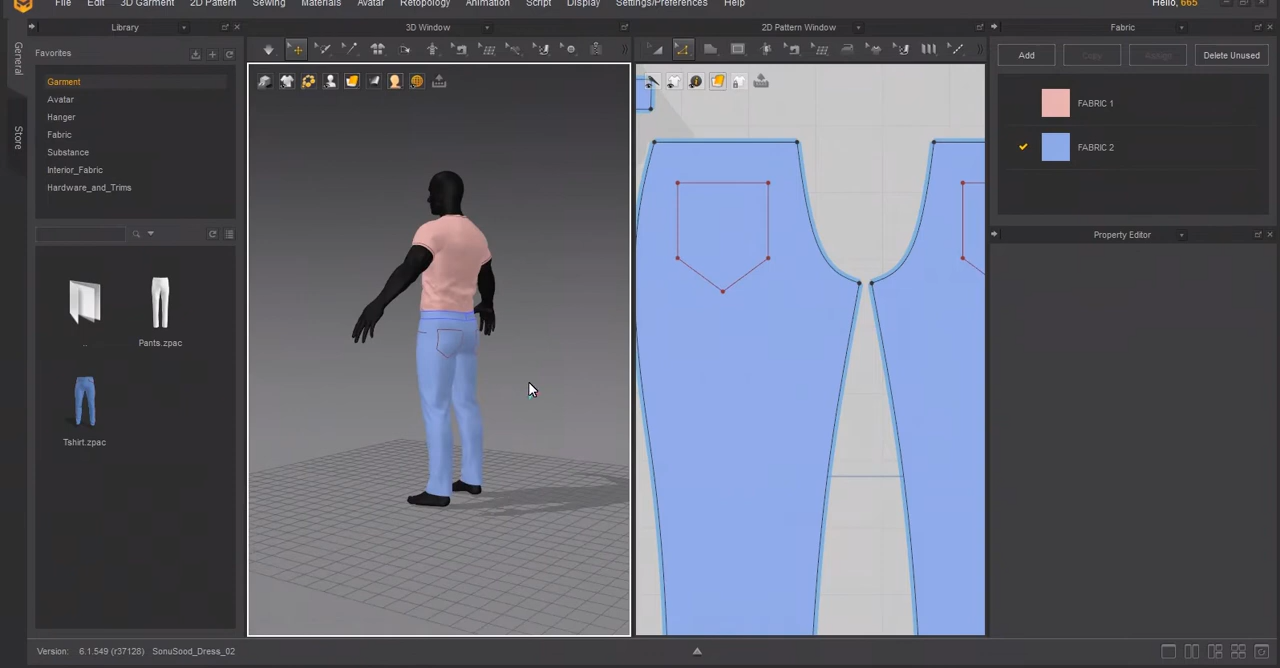 File Edit 3D Garment 2D Pattern Sewing Materials Avatar Retopology Animation Script Display Settings/Preferences Help Hello, 665
Library 3D Window 2D Pattern Window Fabric
General
Store
Favorites
Garment
Avatar
Hanger
Fabric
Substance
Interior_Fabric
Hardware_and_Trims
..
Pants.zpac
Tshirt.zpac
Add Copy Assign Delete Unused
FABRIC 1
FABRIC 2
Property Editor
Version: 6.1.549 (r37128) SonuSood_Dress_02